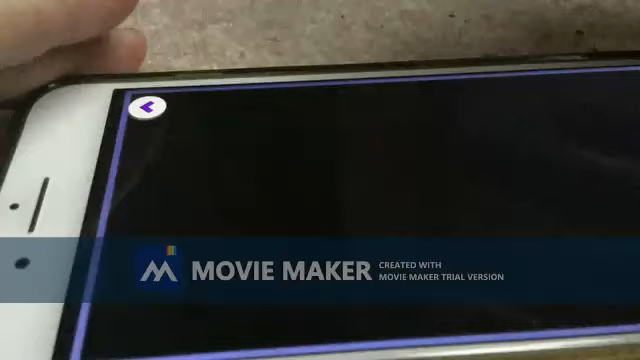 MOVIE MAKER
CREATED WITH
MOVIE MAKER TRIAL VERSION